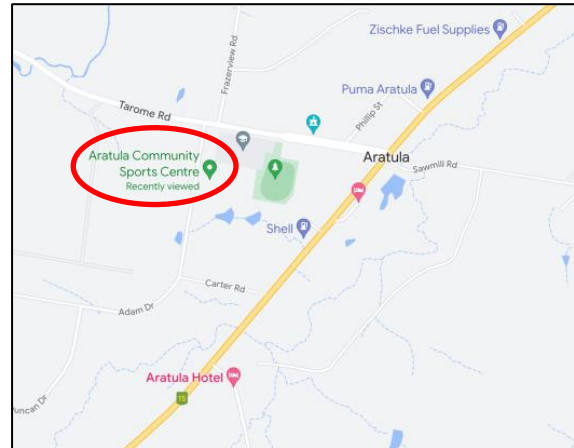 Zischke Fuel Supplies
Frazerview Rd
Puma Aratula
Phillip St
Tarome Rd
Aratula Community
Sports Centre
Recently viewed
Aratula
Sawmill Rd
Shell
Carter Rd
Adam Dr
Aratula Hotel
15
uncan Dr